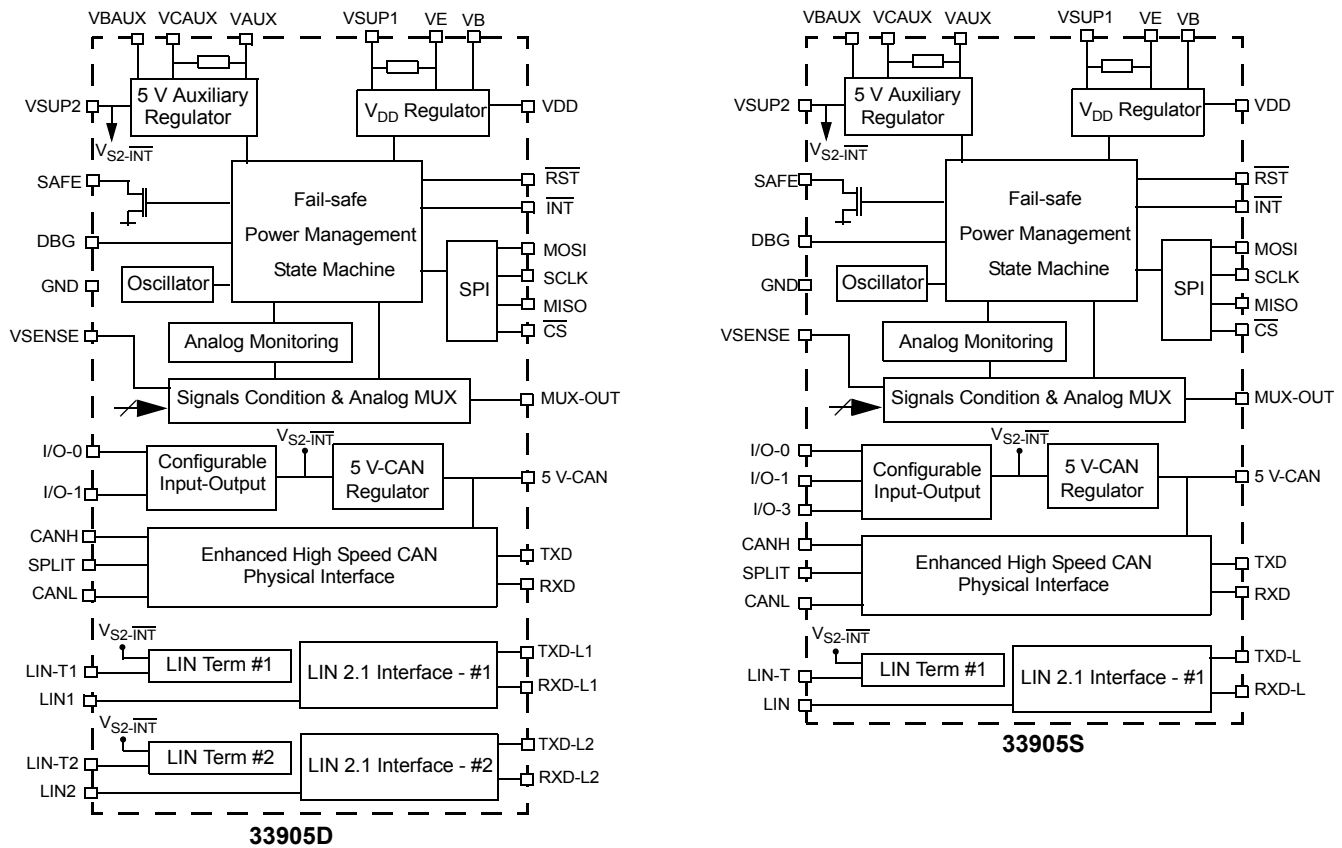 VBAUX VCAUX VAUX VSUP1 VE VB
VSUP2
5 V Auxiliary
Regulator
VDD Regulator
VDD
VS2-INT
SAFE
DBG
GND
VSENSE
Fail-safe
Power Management
State Machine
Oscillator
RST
INT
SPI
MOSI
SCLK
MISO
CS
Analog Monitoring
Signals Condition & Analog MUX
MUX-OUT
I/O-0
I/O-1
Configurable
Input-Output
VS2-INT
5 V-CAN
Regulator
5 V-CAN
CANH
SPLIT
CANL
Enhanced High Speed CAN
Physical Interface
TXD
RXD
VS2-INT
LIN Term #1
LIN-T1
LIN1
LIN 2.1 Interface - #1
TXD-L1
RXD-L1
VS2-INT
LIN Term #2
LIN-T2
LIN2
LIN 2.1 Interface - #2
TXD-L2
RXD-L2
33905D
VBAUX VCAUX VAUX VSUP1 VE VB
VSUP2
5 V Auxiliary
Regulator
VDD Regulator
VDD
VS2-INT
SAFE
DBG
GND
VSENSE
Fail-safe
Power Management
State Machine
Oscillator
RST
INT
SPI
MOSI
SCLK
MISO
CS
Analog Monitoring
Signals Condition & Analog MUX
MUX-OUT
I/O-0
I/O-1
I/O-3
Configurable
Input-Output
VS2-INT
5 V-CAN
Regulator
5 V-CAN
CANH
SPLIT
CANL
Enhanced High Speed CAN
Physical Interface
TXD
RXD
VS2-INT
LIN Term #1
LIN-T
LIN
LIN 2.1 Interface - #1
TXD-L
RXD-L
33905S